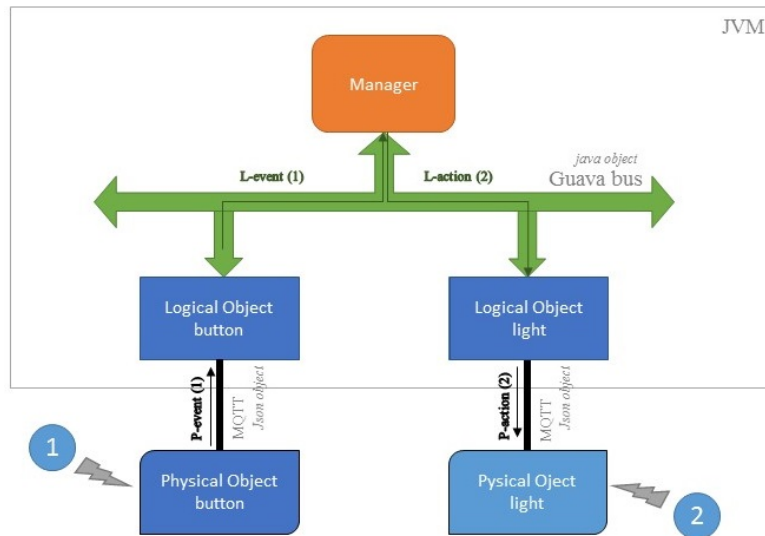 JVM
Manager
java object
Guava bus
L-event (1)
L-action (2)
Logical Object
button
Logical Object
light
P-event (1)
MQTT
Json object
P-action (2)
MQTT
Json object
1
Physical Object
button
Pysical Oject
light
2